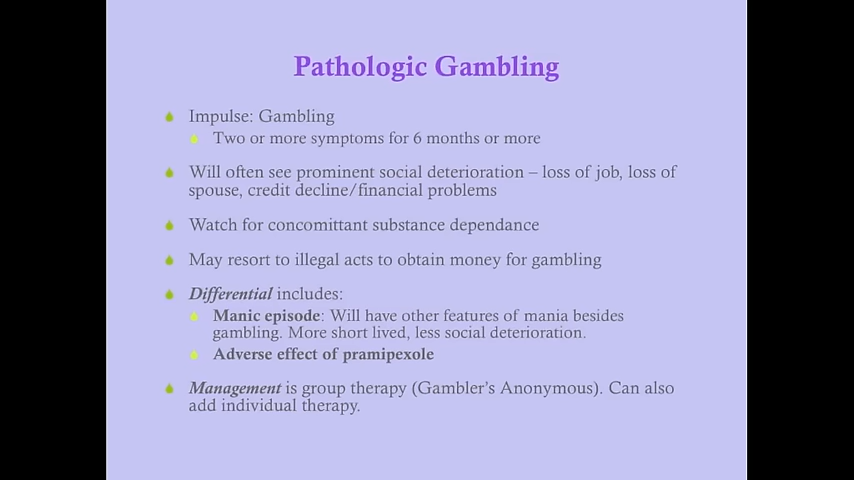 Pathologic Gambling
Impulse: Gambling
Two or more symptoms for 6 months or more
Will often see prominent social deterioration – loss of job, loss of
spouse, credit decline/financial problems
Watch for concomittant substance dependance
May resort to illegal acts to obtain money for gambling
Differential includes:
Manic episode: Will have other features of mania besides
gambling. More short lived, less social deterioration.
Adverse effect of pramipexole
Management is group therapy (Gambler's Anonymous). Can also
add individual therapy.